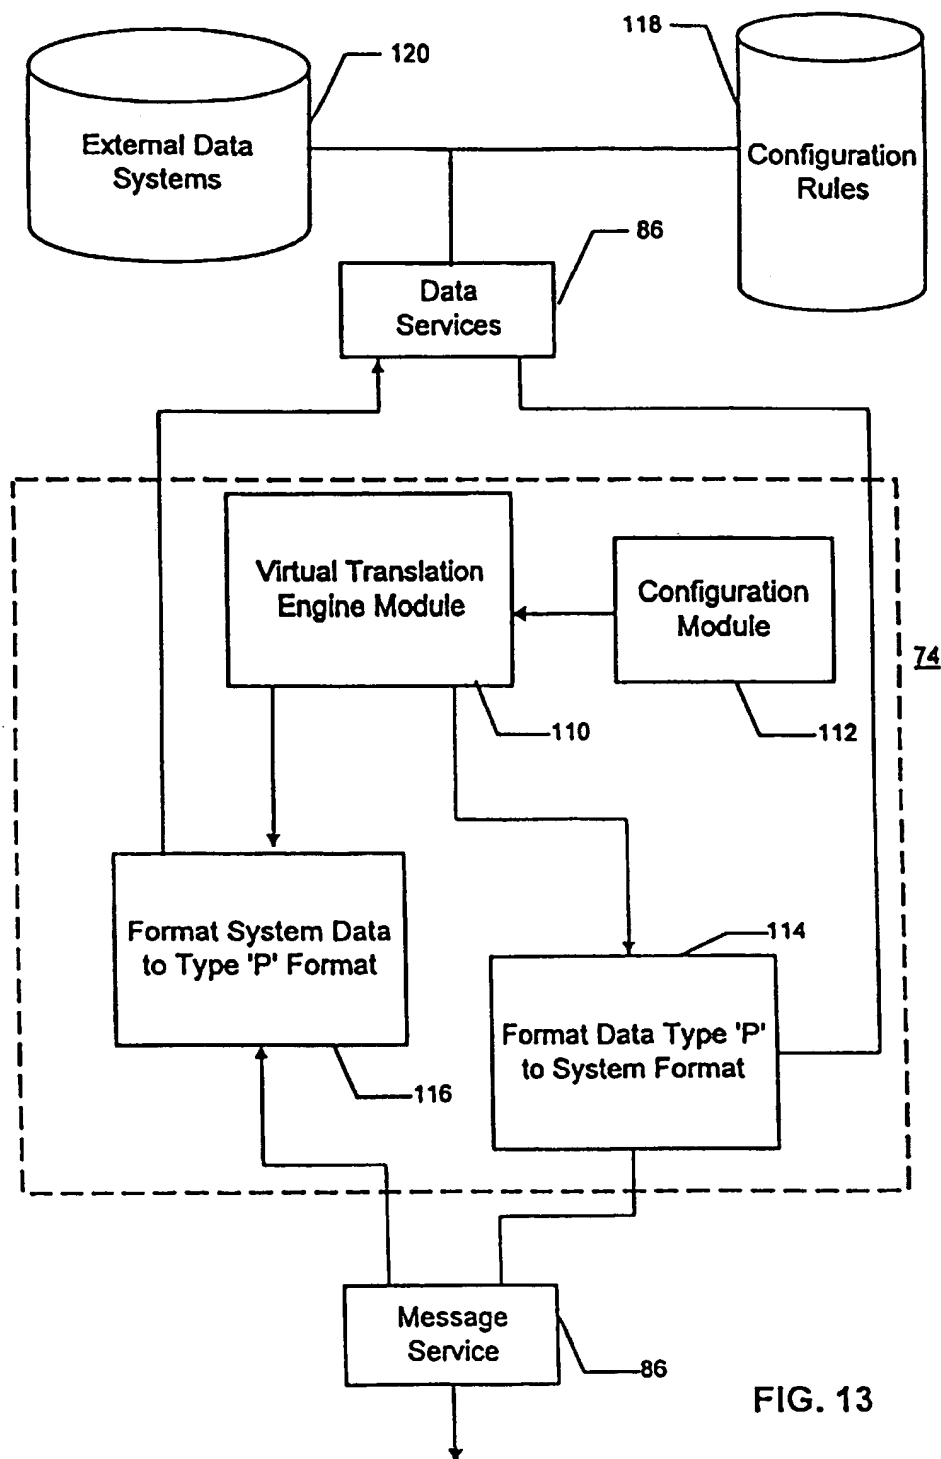 118
120
External Data
Systems
Configuration
Rules
86
Data
Services
Virtual Translation
Engine Module
Configuration
Module
74
110
112
Format System Data
to Type 'P' Format
114
Format Data Type 'P'
to System Format
116
Message
Service
86
FIG. 13